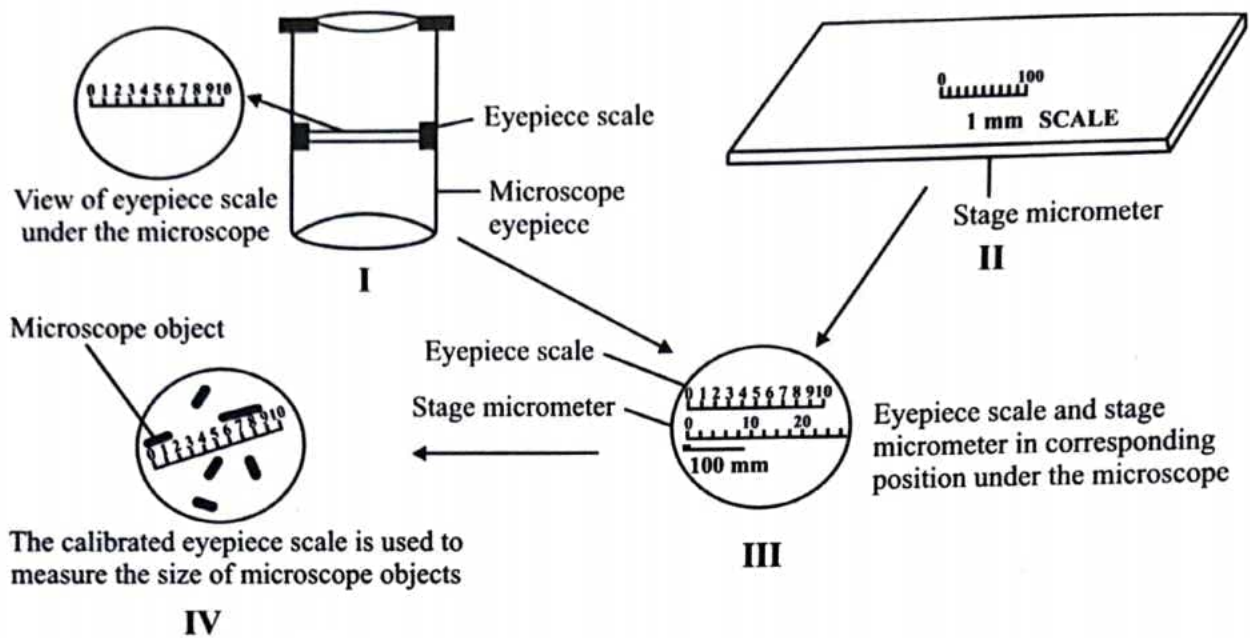 0 1 2 3 4 5 6 7 8 9 10
View of eyepiece scale
under the microscope
Eyepiece scale
Microscope
eyepiece
I
0 100
1 mm SCALE
Stage micrometer
II
Microscope object
0 1 2 3 4 5 6 7 8 9 10
The calibrated eyepiece scale is used to
measure the size of microscope objects
IV
Eyepiece scale
Stage micrometer
0 1 2 3 4 5 6 7 8 9 10
0 10 20
100 mm
Eyepiece scale and stage
micrometer in corresponding
position under the microscope
III